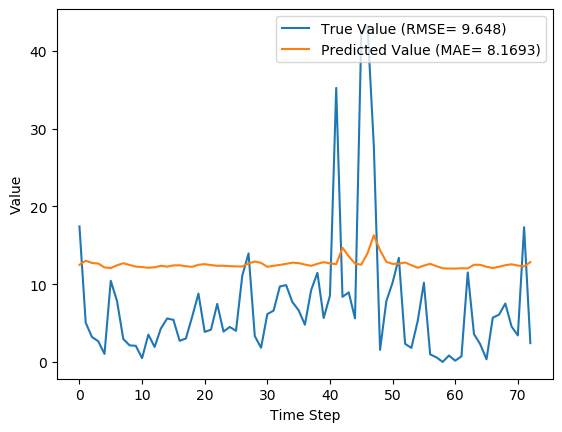 True Value (RMSE= 9.648)
Predicted Value (MAE= 8.1693)
40
30
20
10
0
Value
0 10 20 30 40 50 60 70
Time Step